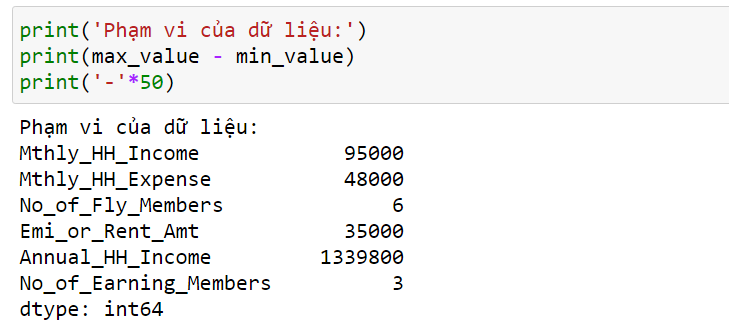 print('Phạm vi của dữ liệu:')
print(max_value - min_value)
print('-'*50)
Phạm vi của dữ liệu:
Mthly_HH_Income 95000
Mthly_HH_Expense 48000
No_of_Fly_Members 6
Emi_or_Rent_Amt 35000
Annual_HH_Income 1339800
No_of_Earning_Members 3
dtype: int64